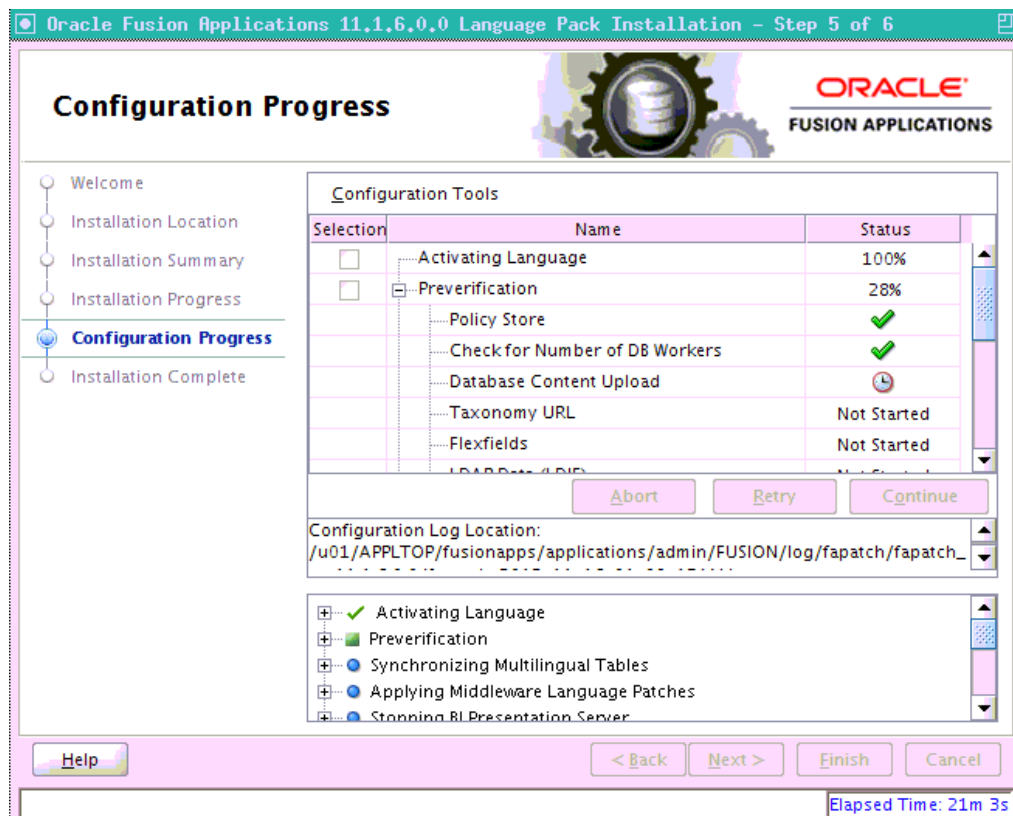 Oracle Fusion Applications 11.1.6.0.0 Language Pack Installation - Step 5 of 6
Configuration Progress
ORACLE
FUSION APPLICATIONS
Welcome
Installation Location
Installation Summary
Installation Progress
Configuration Progress
Installation Complete
Configuration Tools
Selection Name Status
Activating Language 100%
Preverification 28%
Policy Store
Check for Number of DB Workers
Database Content Upload
Taxonomy URL Not Started
Flexfields Not Started
Abort Retry Continue
Configuration Log Location:
/u01/APPLTOP/fusionapps/applications/admin/FUSION/log/fapatch/fapatch_
Activating Language
Preverification
Synchronizing Multilingual Tables
Applying Middleware Language Patches
Stopping BI Presentation Server
Help < Back Next > Finish Cancel
Elapsed Time: 21m 3s